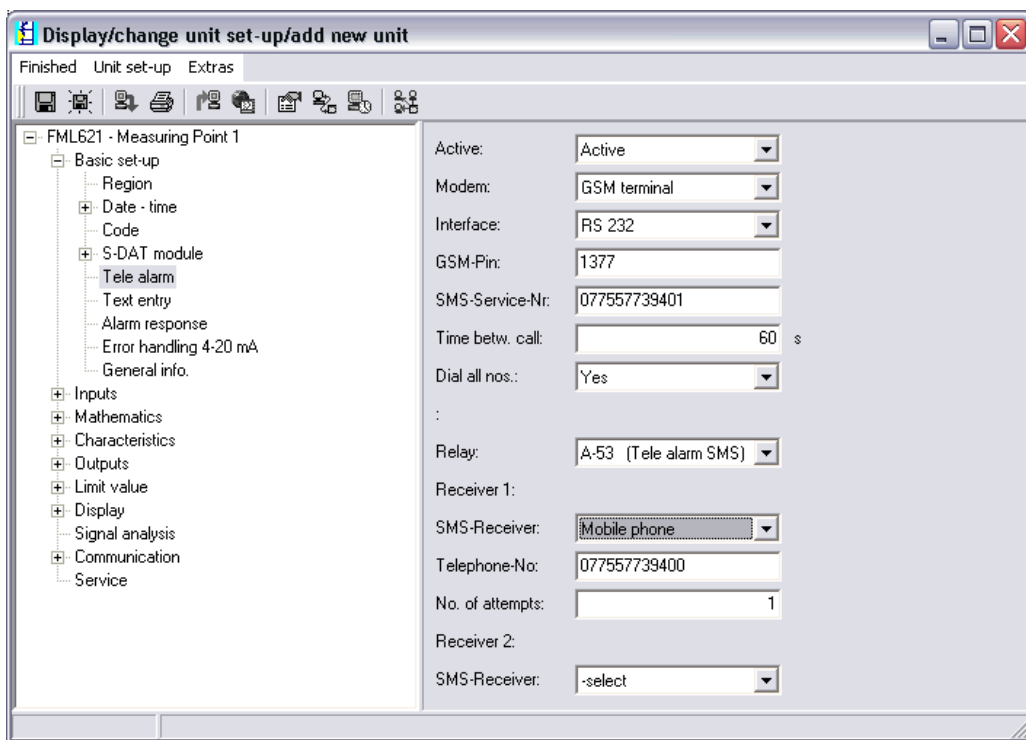 Display/change unit set-up/add new unit
Finished Unit set-up Extras
FML621 - Measuring Point 1
Basic set-up
Region
Date - time
Code
S-DAT module
Tele alarm
Text entry
Alarm response
Error handling 4-20 mA
General info.
Inputs
Mathematics
Characteristics
Outputs
Limit value
Display
Signal analysis
Communication
Service
Active: Active
Modem: GSM terminal
Interface: RS 232
GSM-Pin: 1377
SMS-Service-Nr: 077557739401
Time betw. call: 60 s
Dial all nos.: Yes
:
Relay: A-53 (Tele alarm SMS)
Receiver 1:
SMS-Receiver: Mobile phone
Telephone-No: 077557739400
No. of attempts: 1
Receiver 2:
SMS-Receiver: -select